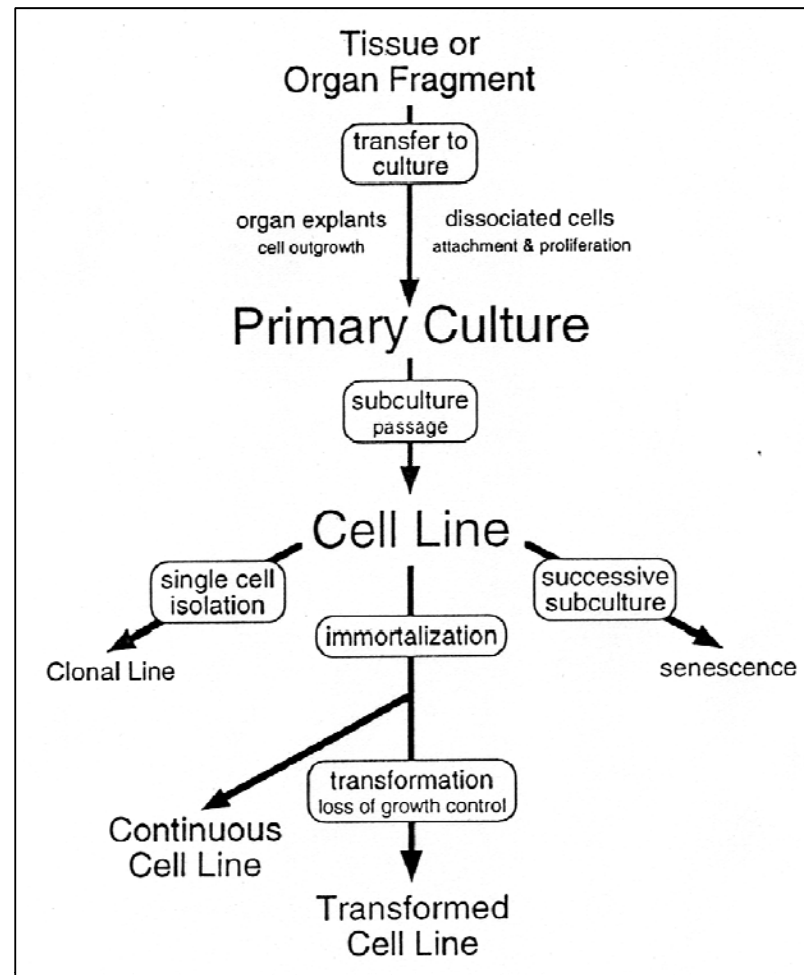 Tissue or
Organ Fragment
transfer to
culture
organ explants
cell outgrowth
dissociated cells
attachment & proliferation
Primary Culture
subculture
passage
Cell Line
single cell
isolation
successive
subculture
immortalization
Clonal Line
senescence
transformation
loss of growth control
Continuous
Cell Line
Transformed
Cell Line